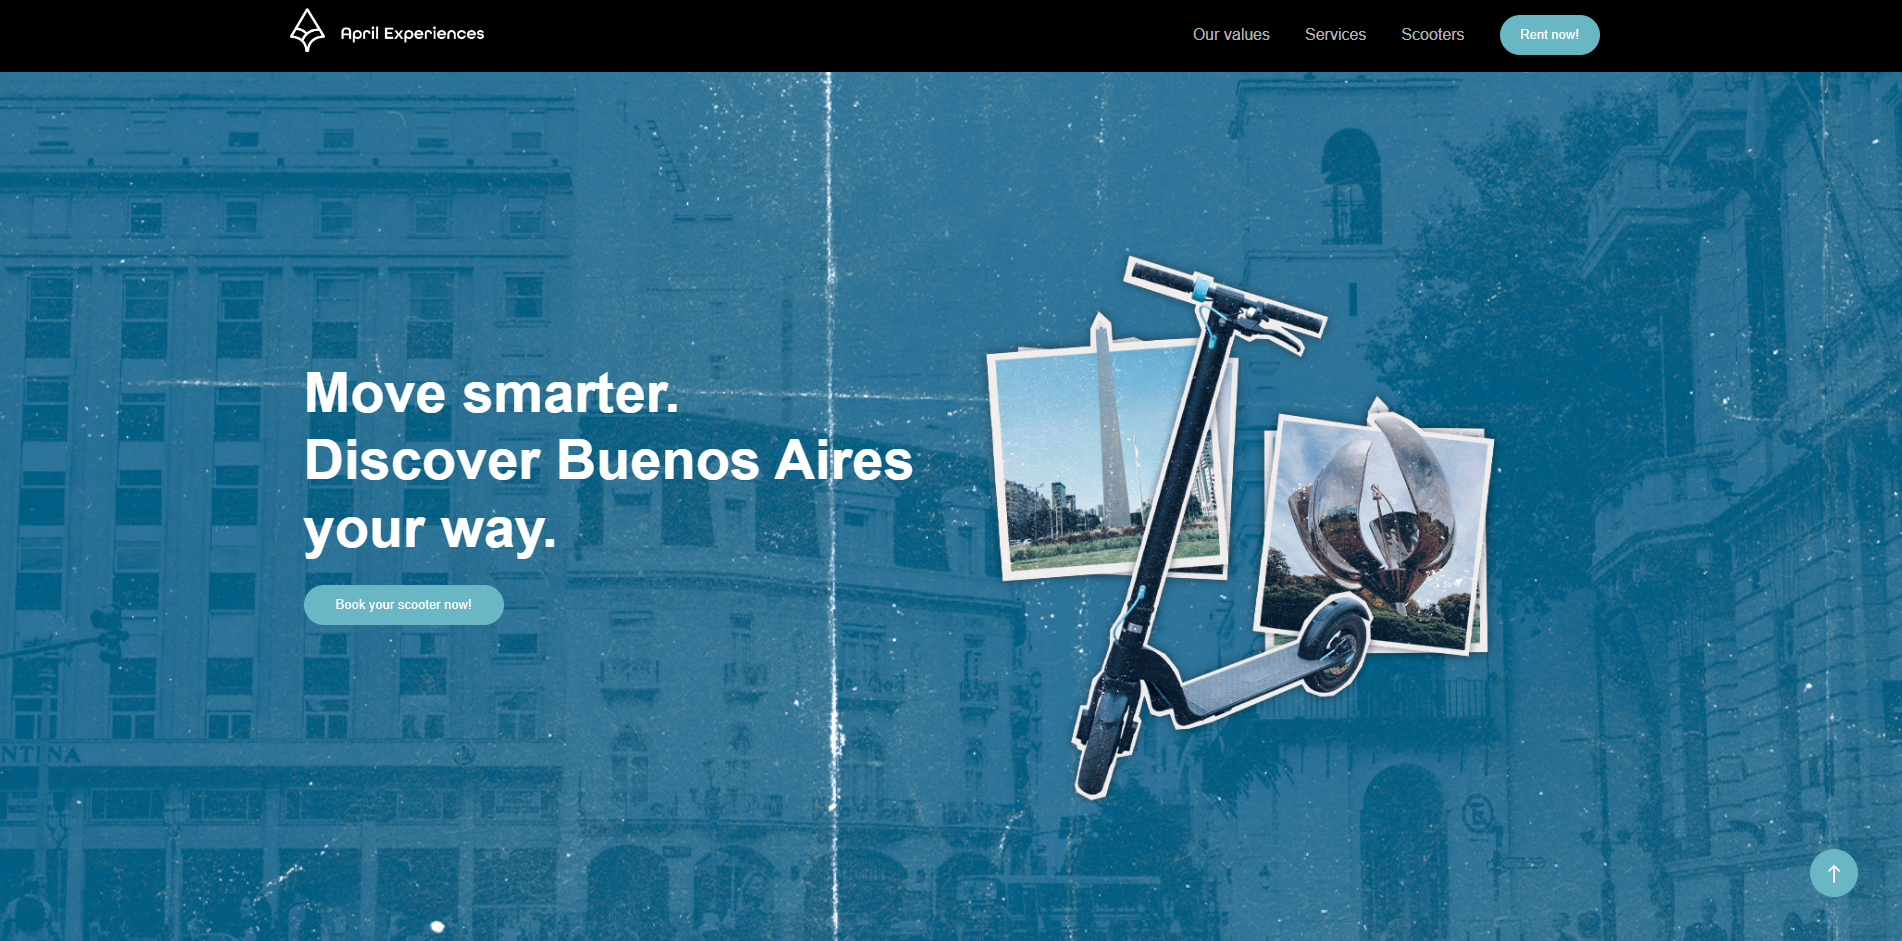 April Experiences
Our values
Services
Scooters
Rent now!
Move smarter.
Discover Buenos Aires
your way.
Book your scooter now!
NTINA
E